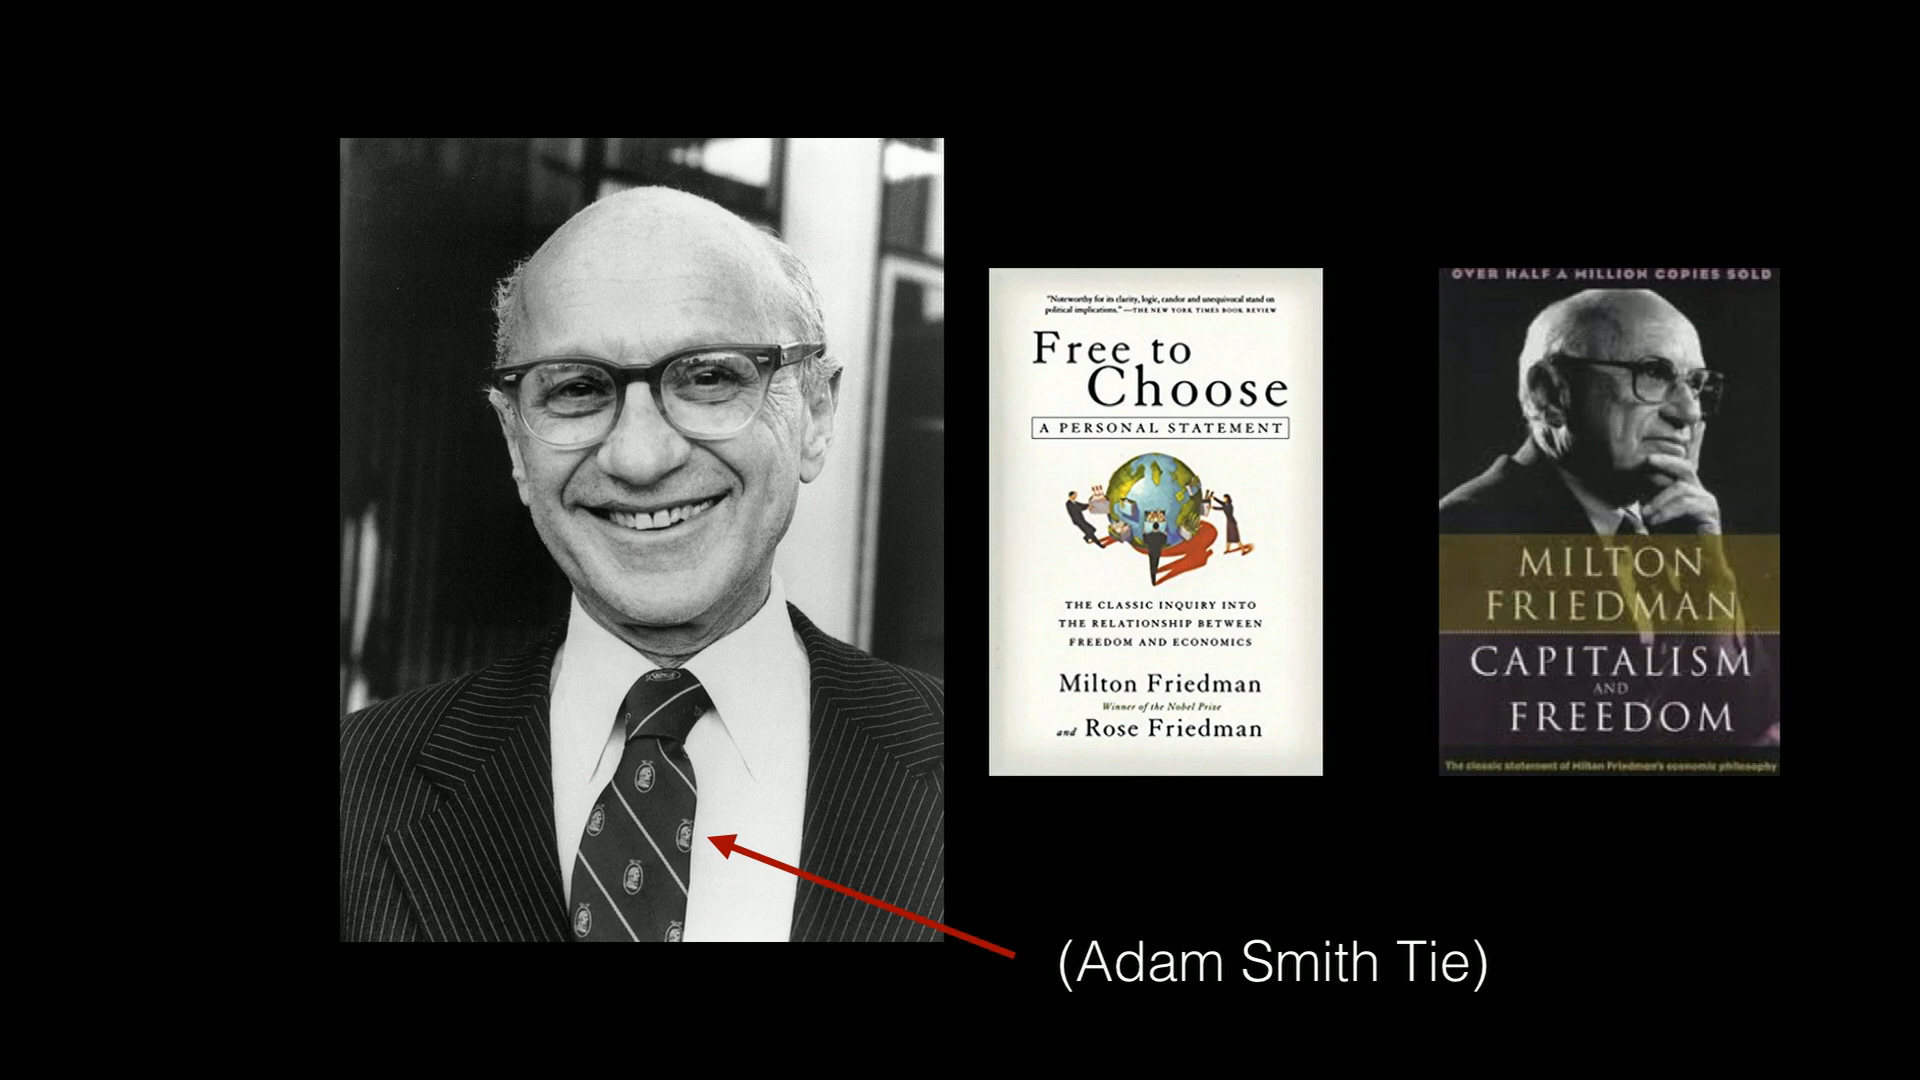 "Noteworthy for its clarity, logic, candor and unequivocal stand on
political implications." —THE NEW YORK TIMES BOOK REVIEW
Free to
Choose
A PERSONAL STATEMENT
THE CLASSIC INQUIRY INTO
THE RELATIONSHIP BETWEEN
FREEDOM AND ECONOMICS
Milton Friedman
Winner of the Nobel Prize
and Rose Friedman
OVER HALF A MILLION COPIES SOLD
MILTON
FRIEDMAN
CAPITALISM
AND
FREEDOM
The classic statement of Milton Friedman's economic philosophy
(Adam Smith Tie)